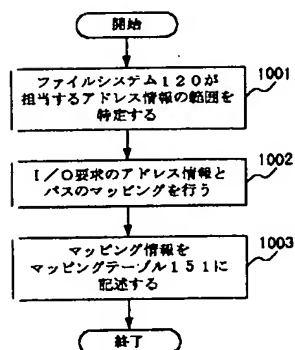 開始
ファイルシステム120が
担当するアドレス情報の範囲を
特定する
1001
I/O要求のアドレス情報と
パスのマッピングを行う
1002
マッピング情報を
マッピングテーブル151に
記述する
1003
終了